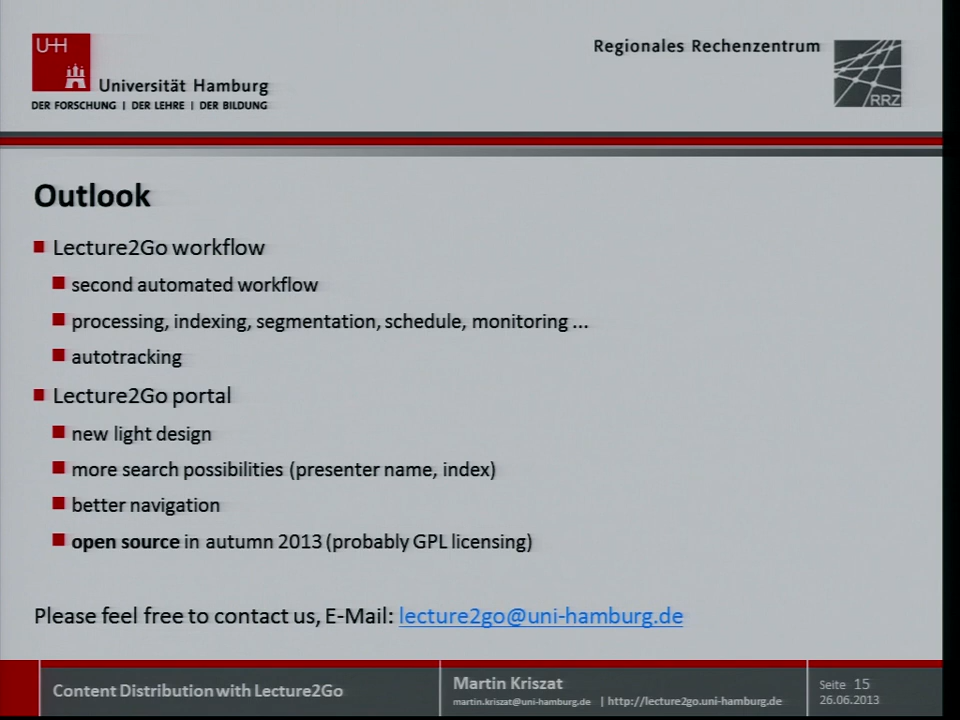 UHH
Universität Hamburg
DER FORSCHUNG | DER LEHRE | DER BILDUNG
Regionales Rechenzentrum
RRZ
Outlook
Lecture2Go workflow
second automated workflow
processing, indexing, segmentation, schedule, monitoring ...
autotracking
Lecture2Go portal
new light design
more search possibilities (presenter name, index)
better navigation
open source in autumn 2013 (probably GPL licensing)
Please feel free to contact us, E-Mail: lecture2go@uni-hamburg.de
Content Distribution with Lecture2Go
Martin Kriszat
martin.kriszat@uni-hamburg.de | http://lecture2go.uni-hamburg.de
Seite 15
26.06.2013